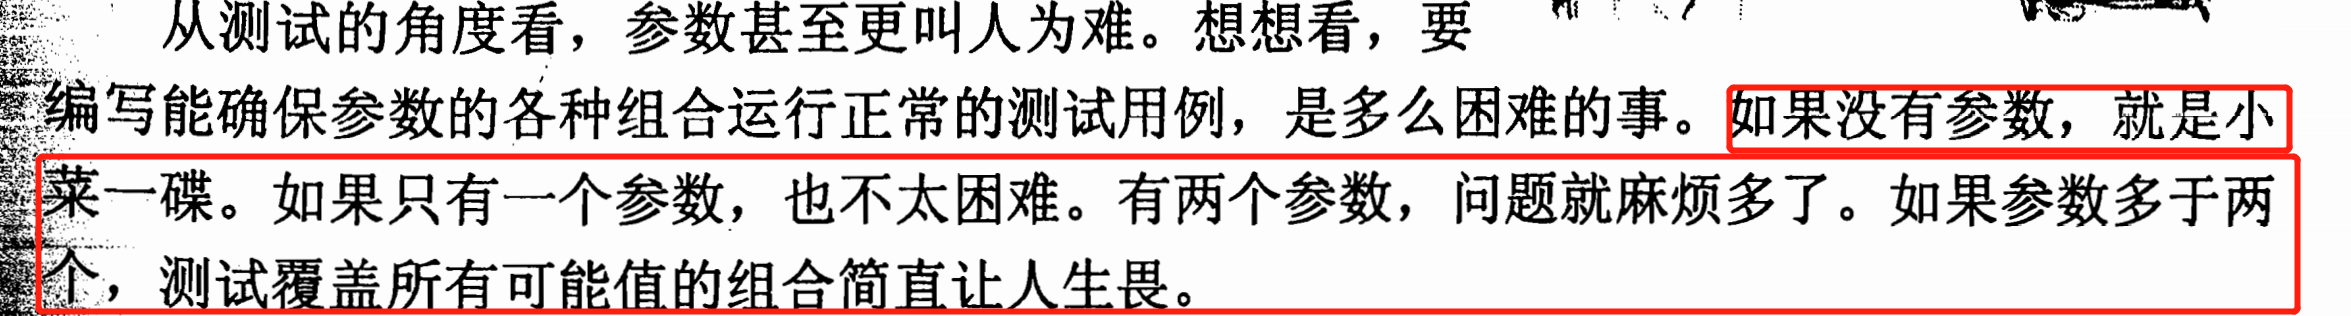 从测试的角度看，参数甚至更叫人为难。想想看，要
编写能确保参数的各种组合运行正常的测试用例，是多么困难的事。如果没有参数，就是小
菜一碟。如果只有一个参数，也不太困难。有两个参数，问题就麻烦多了。如果参数多于两
个，测试覆盖所有可能值的组合简直让人生畏。